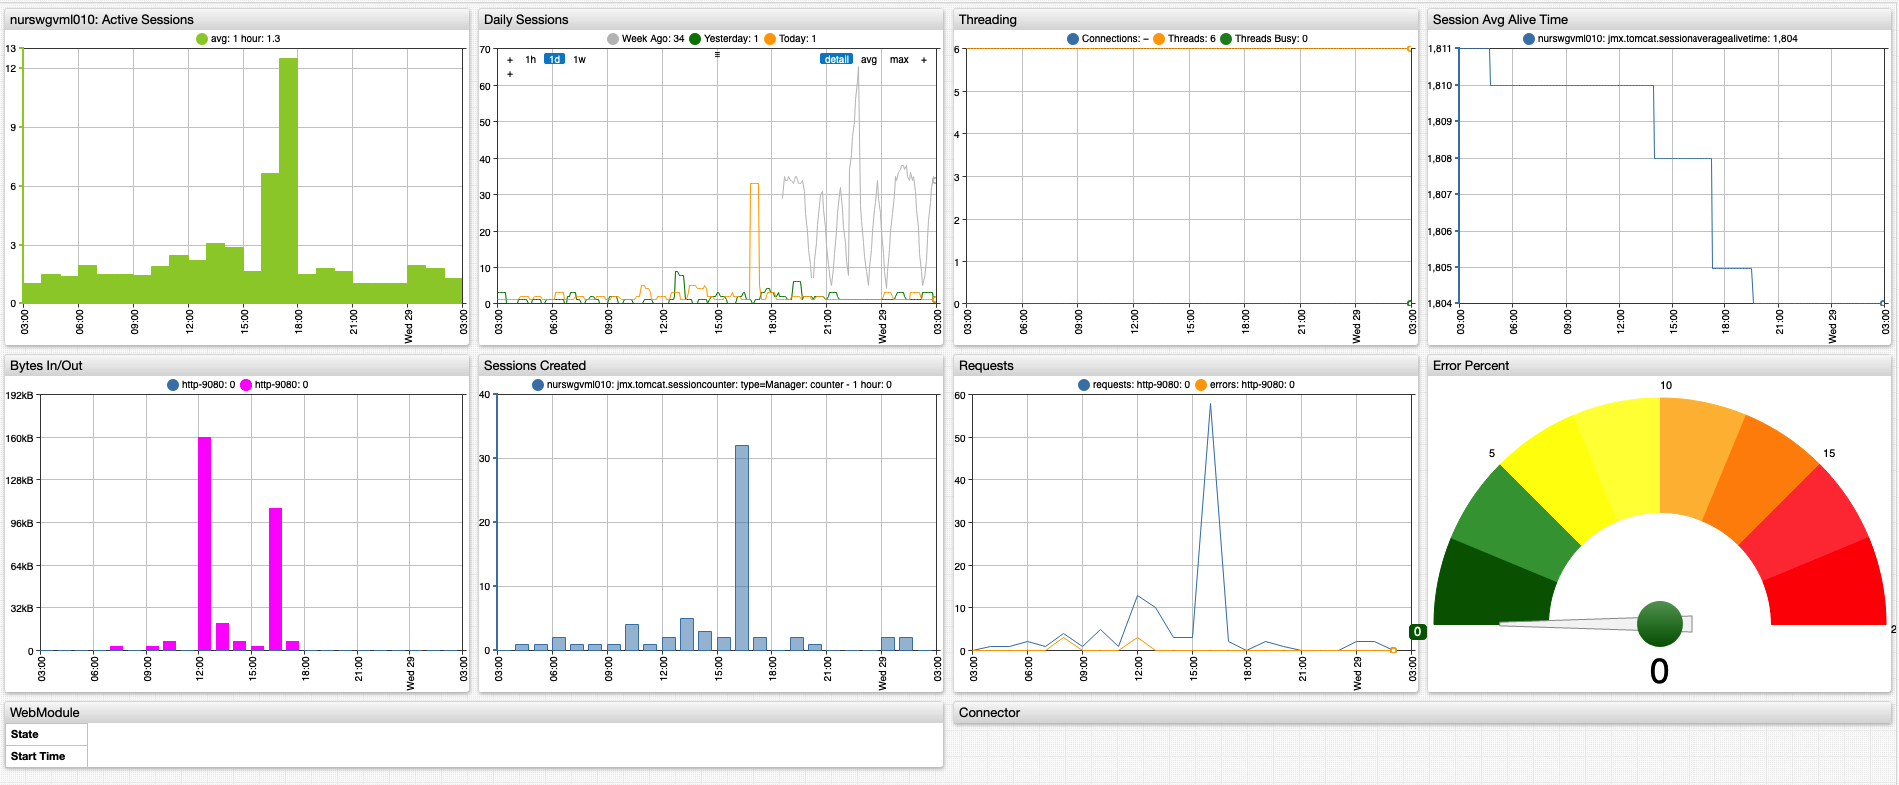 nurswgvml010: Active Sessions
avg: 1 hour: 1.3
13
12
9
6
3
0
03:00 06:00 09:00 12:00 15:00 18:00 21:00 Wed 29 03:00
Daily Sessions
Week Ago: 34 Yesterday: 1 Today: 1
+ 1h 1d 1w
+
detail avg max +
70
60
50
40
30
20
10
0
03:00 06:00 09:00 12:00 15:00 18:00 21:00 Wed 29 03:00
Threading
Connections: – Threads: 6 Threads Busy: 0
6
5
4
3
2
1
0
03:00 06:00 09:00 12:00 15:00 18:00 21:00 Wed 29 03:00
Session Avg Alive Time
nurswgvml010: jmx.tomcat.sessionaveragealivetime: 1,804
1,811
1,810
1,809
1,808
1,807
1,806
1,805
1,804
03:00 06:00 09:00 12:00 15:00 18:00 21:00 Wed 29 03:00
Bytes In/Out
http-9080: 0 http-9080: 0
192kB
160kB
128kB
96kB
64kB
32kB
0
03:00 06:00 09:00 12:00 15:00 18:00 21:00 Wed 29 03:00
Sessions Created
nurswgvml010: jmx.tomcat.sessioncounter: type=Manager: counter - 1 hour: 0
40
30
20
10
0
03:00 06:00 09:00 12:00 15:00 18:00 21:00 Wed 29 03:00
Requests
requests: http-9080: 0 errors: http-9080: 0
60
50
40
30
20
10
0
03:00 06:00 09:00 12:00 15:00 18:00 21:00 Wed 29 03:00
Error Percent
0
5
10
15
2
0
WebModule
State
Start Time
Connector